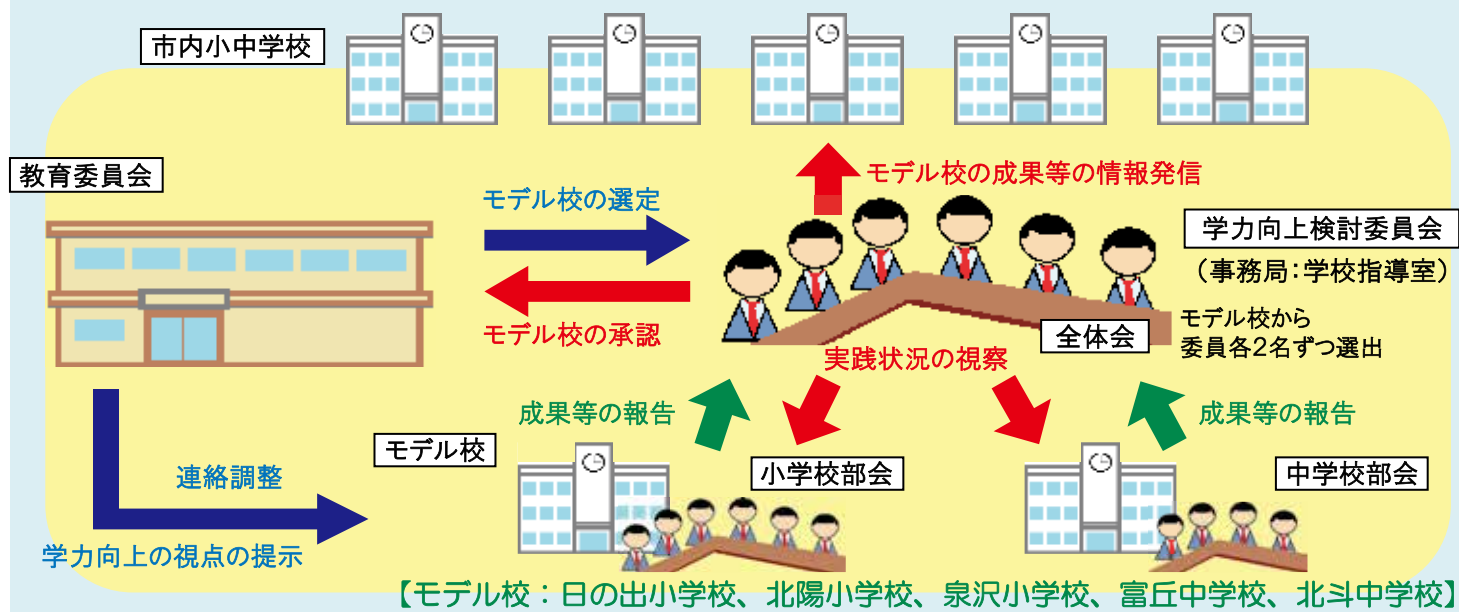 市内小中学校
教育委員会
モデル校の選定
モデル校の成果等の情報発信
学力向上検討委員会
（事務局：学校指導室）
モデル校の承認
全体会
モデル校から
委員各2名ずつ選出
実践状況の視察
成果等の報告
成果等の報告
モデル校
小学校部会
中学校部会
連絡調整
学力向上の視点の提示
【モデル校：日の出小学校、北陽小学校、泉沢小学校、富丘中学校、北斗中学校】